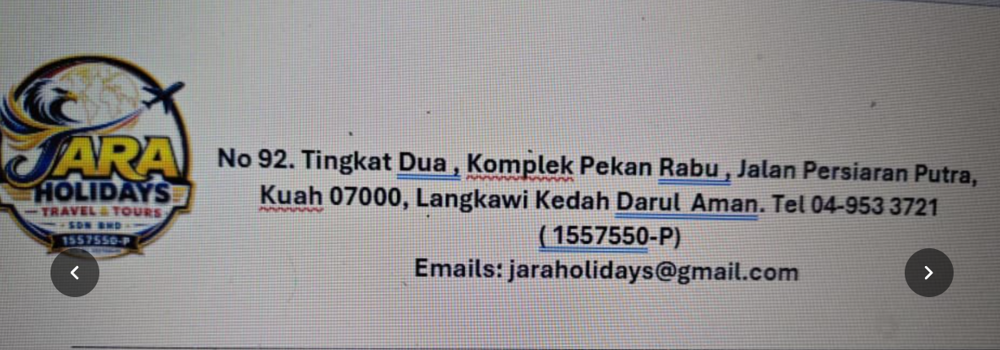 JARA
HOLIDAYS
TRAVEL & TOURS
SDN BHD
1557550-P
No 92. Tingkat Dua , Komplek Pekan Rabu , Jalan Persiaran Putra,
Kuah 07000, Langkawi Kedah Darul Aman. Tel 04-953 3721
( 1557550-P)
Emails: jaraholidays@gmail.com